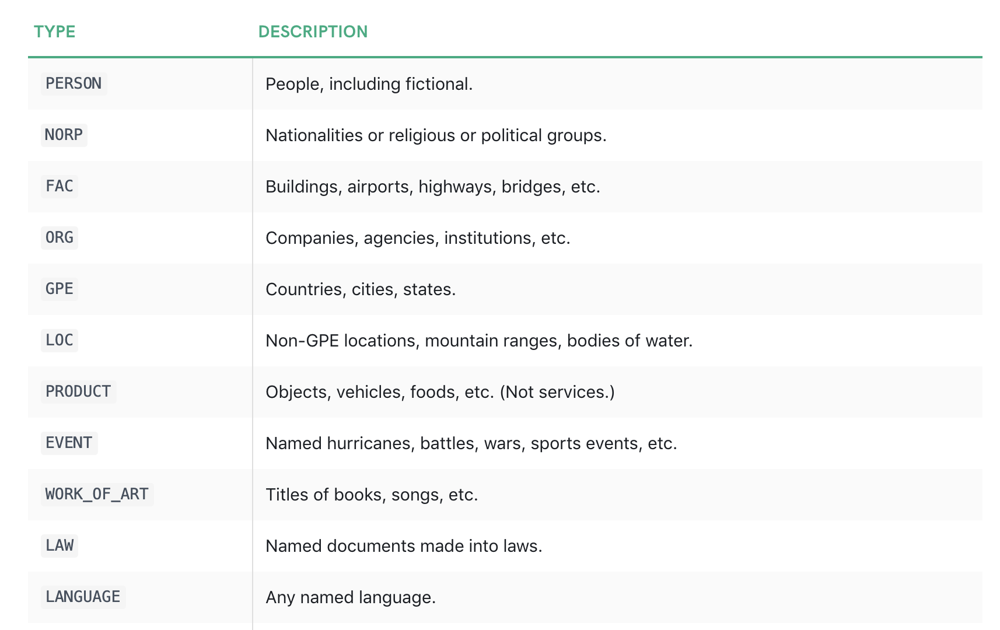 TYPE DESCRIPTION
PERSON People, including fictional.
NORP Nationalities or religious or political groups.
FAC Buildings, airports, highways, bridges, etc.
ORG Companies, agencies, institutions, etc.
GPE Countries, cities, states.
LOC Non-GPE locations, mountain ranges, bodies of water.
PRODUCT Objects, vehicles, foods, etc. (Not services.)
EVENT Named hurricanes, battles, wars, sports events, etc.
WORK_OF_ART Titles of books, songs, etc.
LAW Named documents made into laws.
LANGUAGE Any named language.